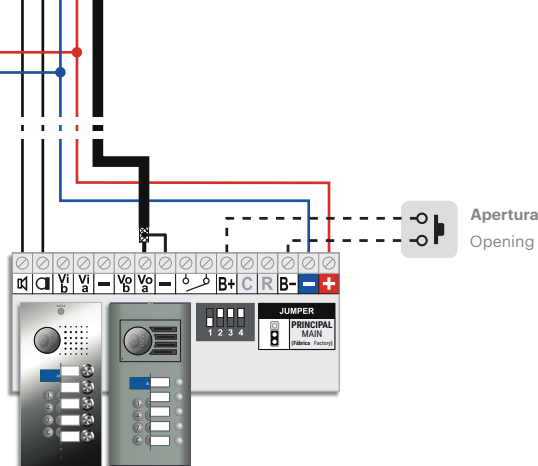 Apertura
Opening
Vi b
Vi a
Vo b
Vo a
B+
C
R
B-
1 2 3 4
JUMPER
PRINCIPAL
MAIN
(Fábrica Factory)